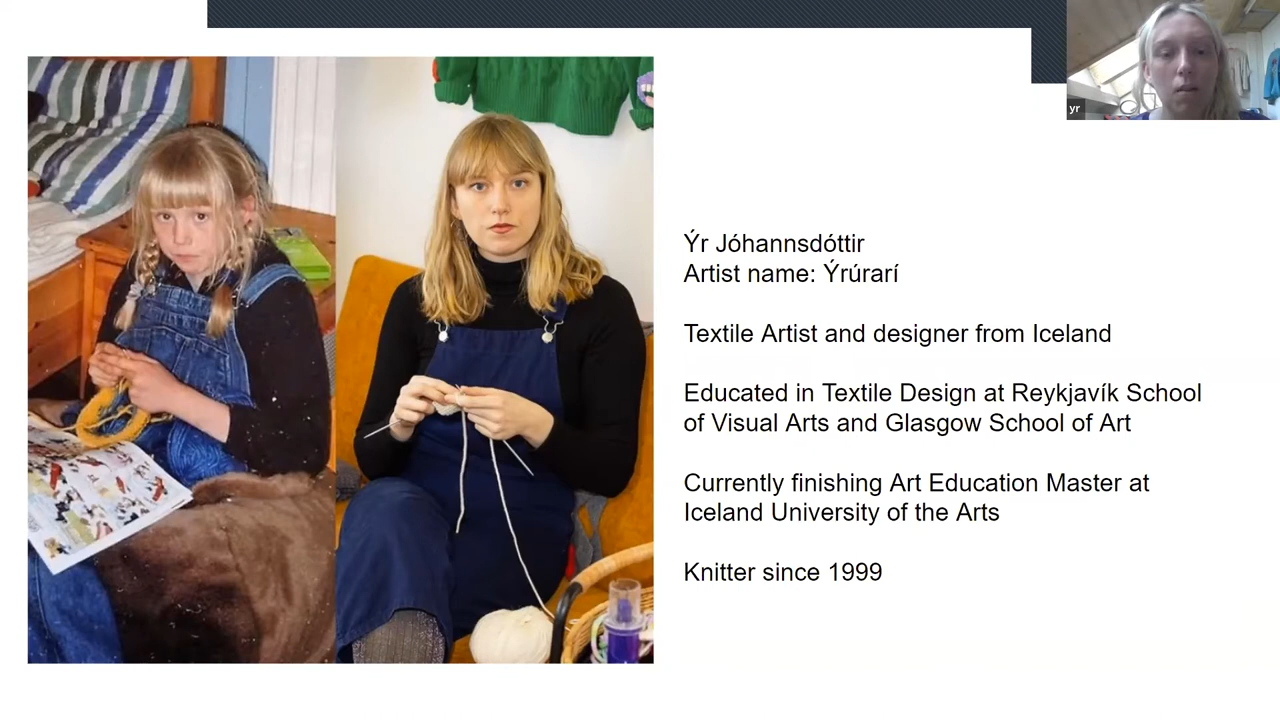 yr
Ýr Jóhannsdóttir
Artist name: Ýrúrarí
Textile Artist and designer from Iceland
Educated in Textile Design at Reykjavík School
of Visual Arts and Glasgow School of Art
Currently finishing Art Education Master at
Iceland University of the Arts
Knitter since 1999